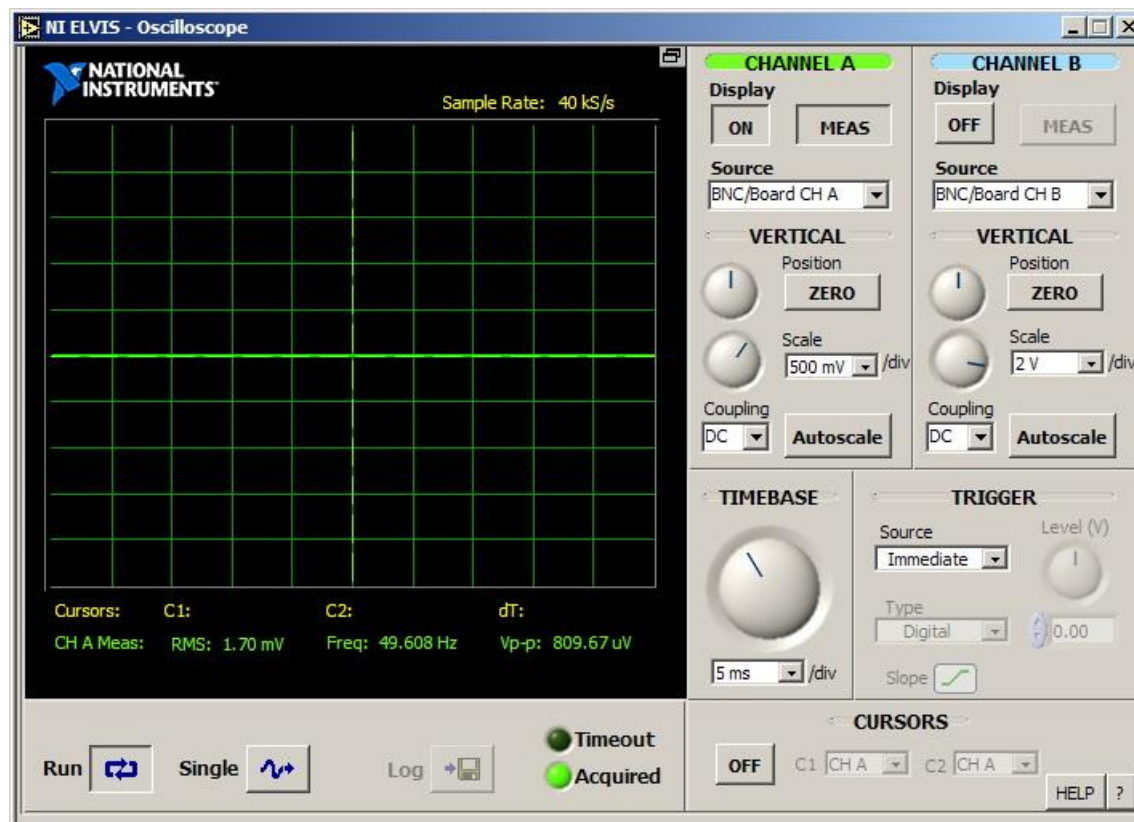 NI ELVIS - Oscilloscope
NATIONAL
INSTRUMENTS
Sample Rate: 40 kS/s
Cursors: C1: C2: dT:
CH A Meas: RMS: 1.70 mV Freq: 49.608 Hz Vp-p: 809.67 uV
CHANNEL A
Display
ON MEAS
Source
BNC/Board CH A
VERTICAL
Position
ZERO
Scale
500 mV /div
Coupling
DC Autoscale
CHANNEL B
Display
OFF MEAS
Source
BNC/Board CH B
VERTICAL
Position
ZERO
Scale
2 V /div
Coupling
DC Autoscale
TIMEBASE
5 ms /div
TRIGGER
Source Level (V)
Immediate
Type
Digital 0.00
Slope
Run Single Log
Timeout
Acquired
CURSORS
OFF C1 CH A C2 CH A
HELP ?